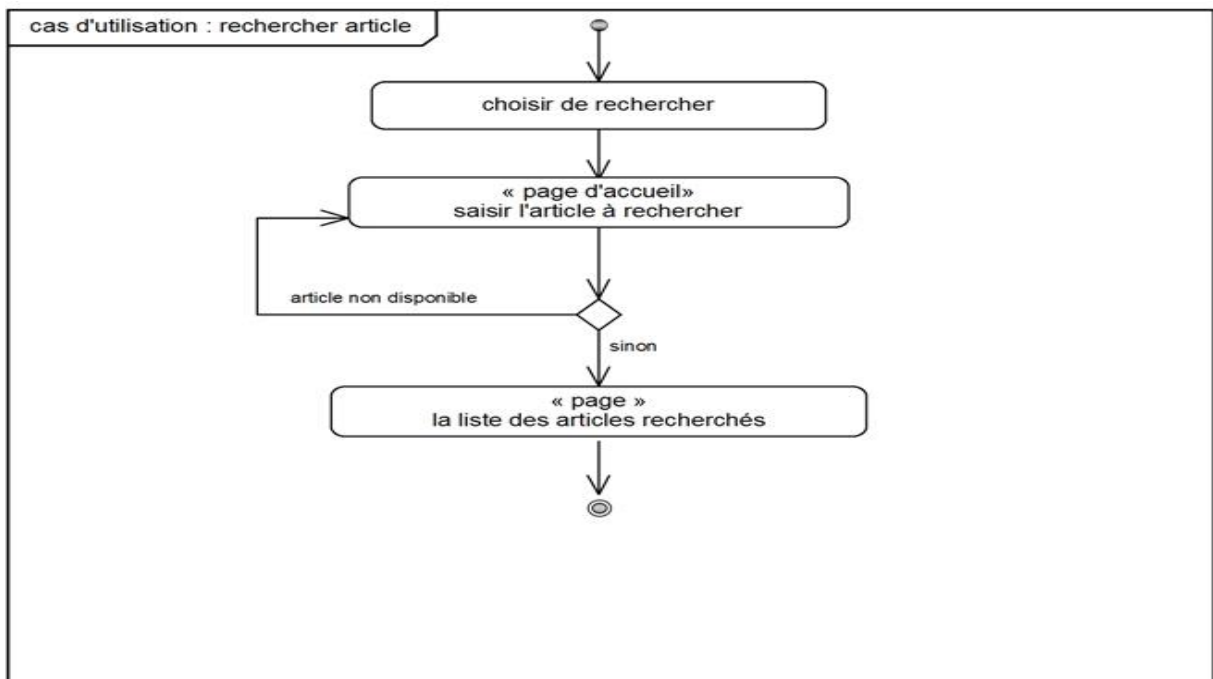 cas d'utilisation : rechercher article
choisir de rechercher
« page d'accueil»
saisir l'article à rechercher
article non disponible
sinon
« page »
la liste des articles recherchés